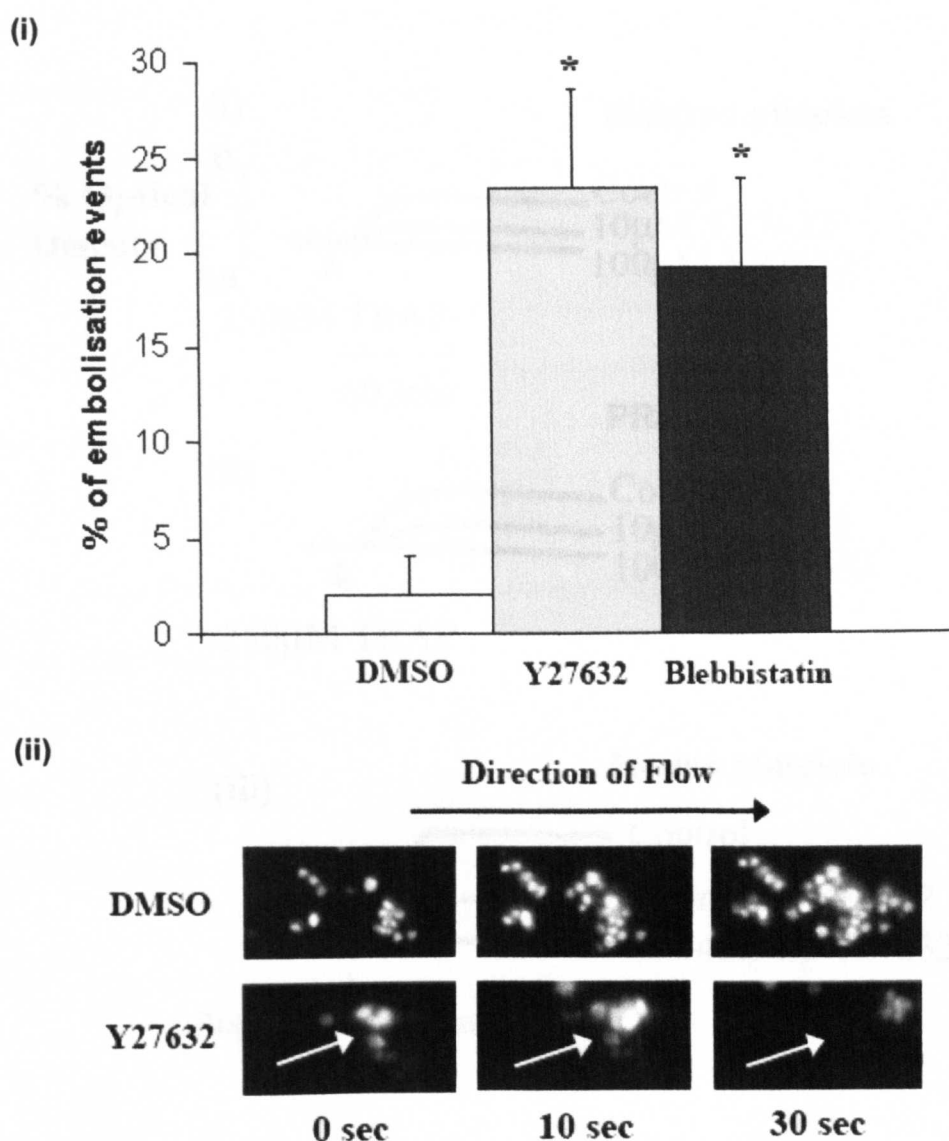 (i)
30
25
20
15
10
5
0
% of embolisation events
*
*
DMSO Y27632 Blebbistatin
(ii)
Direction of Flow
DMSO
Y27632
0 sec 10 sec 30 sec